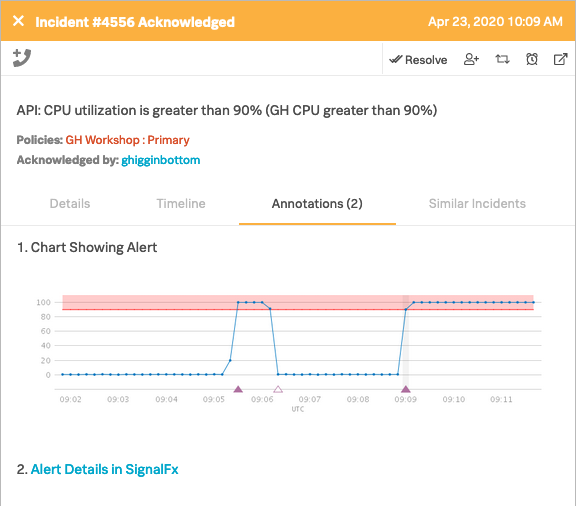 Incident #4556 Acknowledged Apr 23, 2020 10:09 AM
Resolve
API: CPU utilization is greater than 90% (GH CPU greater than 90%)
Policies: GH Workshop : Primary
Acknowledged by: ghigginbottom
Details Timeline Annotations (2) Similar Incidents
1. Chart Showing Alert
100
80
60
40
20
0
09:02 09:03 09:04 09:05 09:06 09:07 09:08 09:09 09:10 09:11
UTC
2. Alert Details in SignalFx